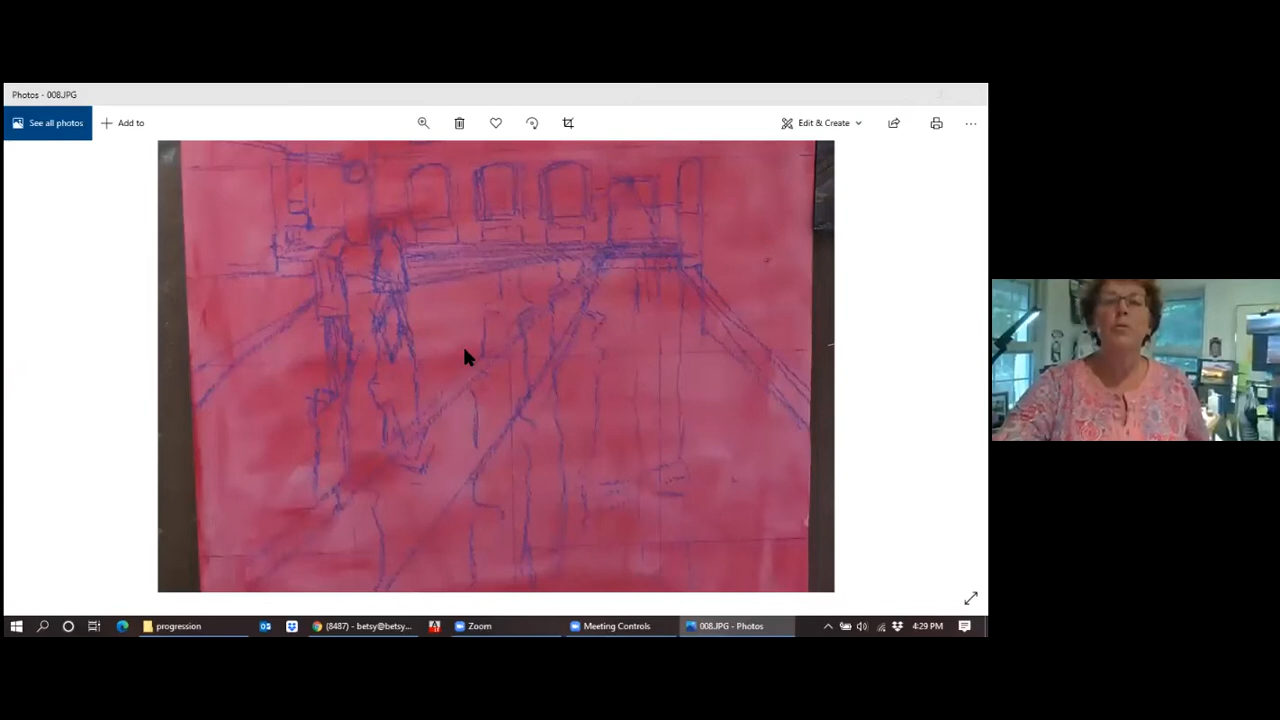 Photos - 008.JPG
See all photos
Add to
Edit & Create
progression
(8487) - betsy@betsy...
Zoom
Meeting Controls
008.JPG - Photos
4:29 PM